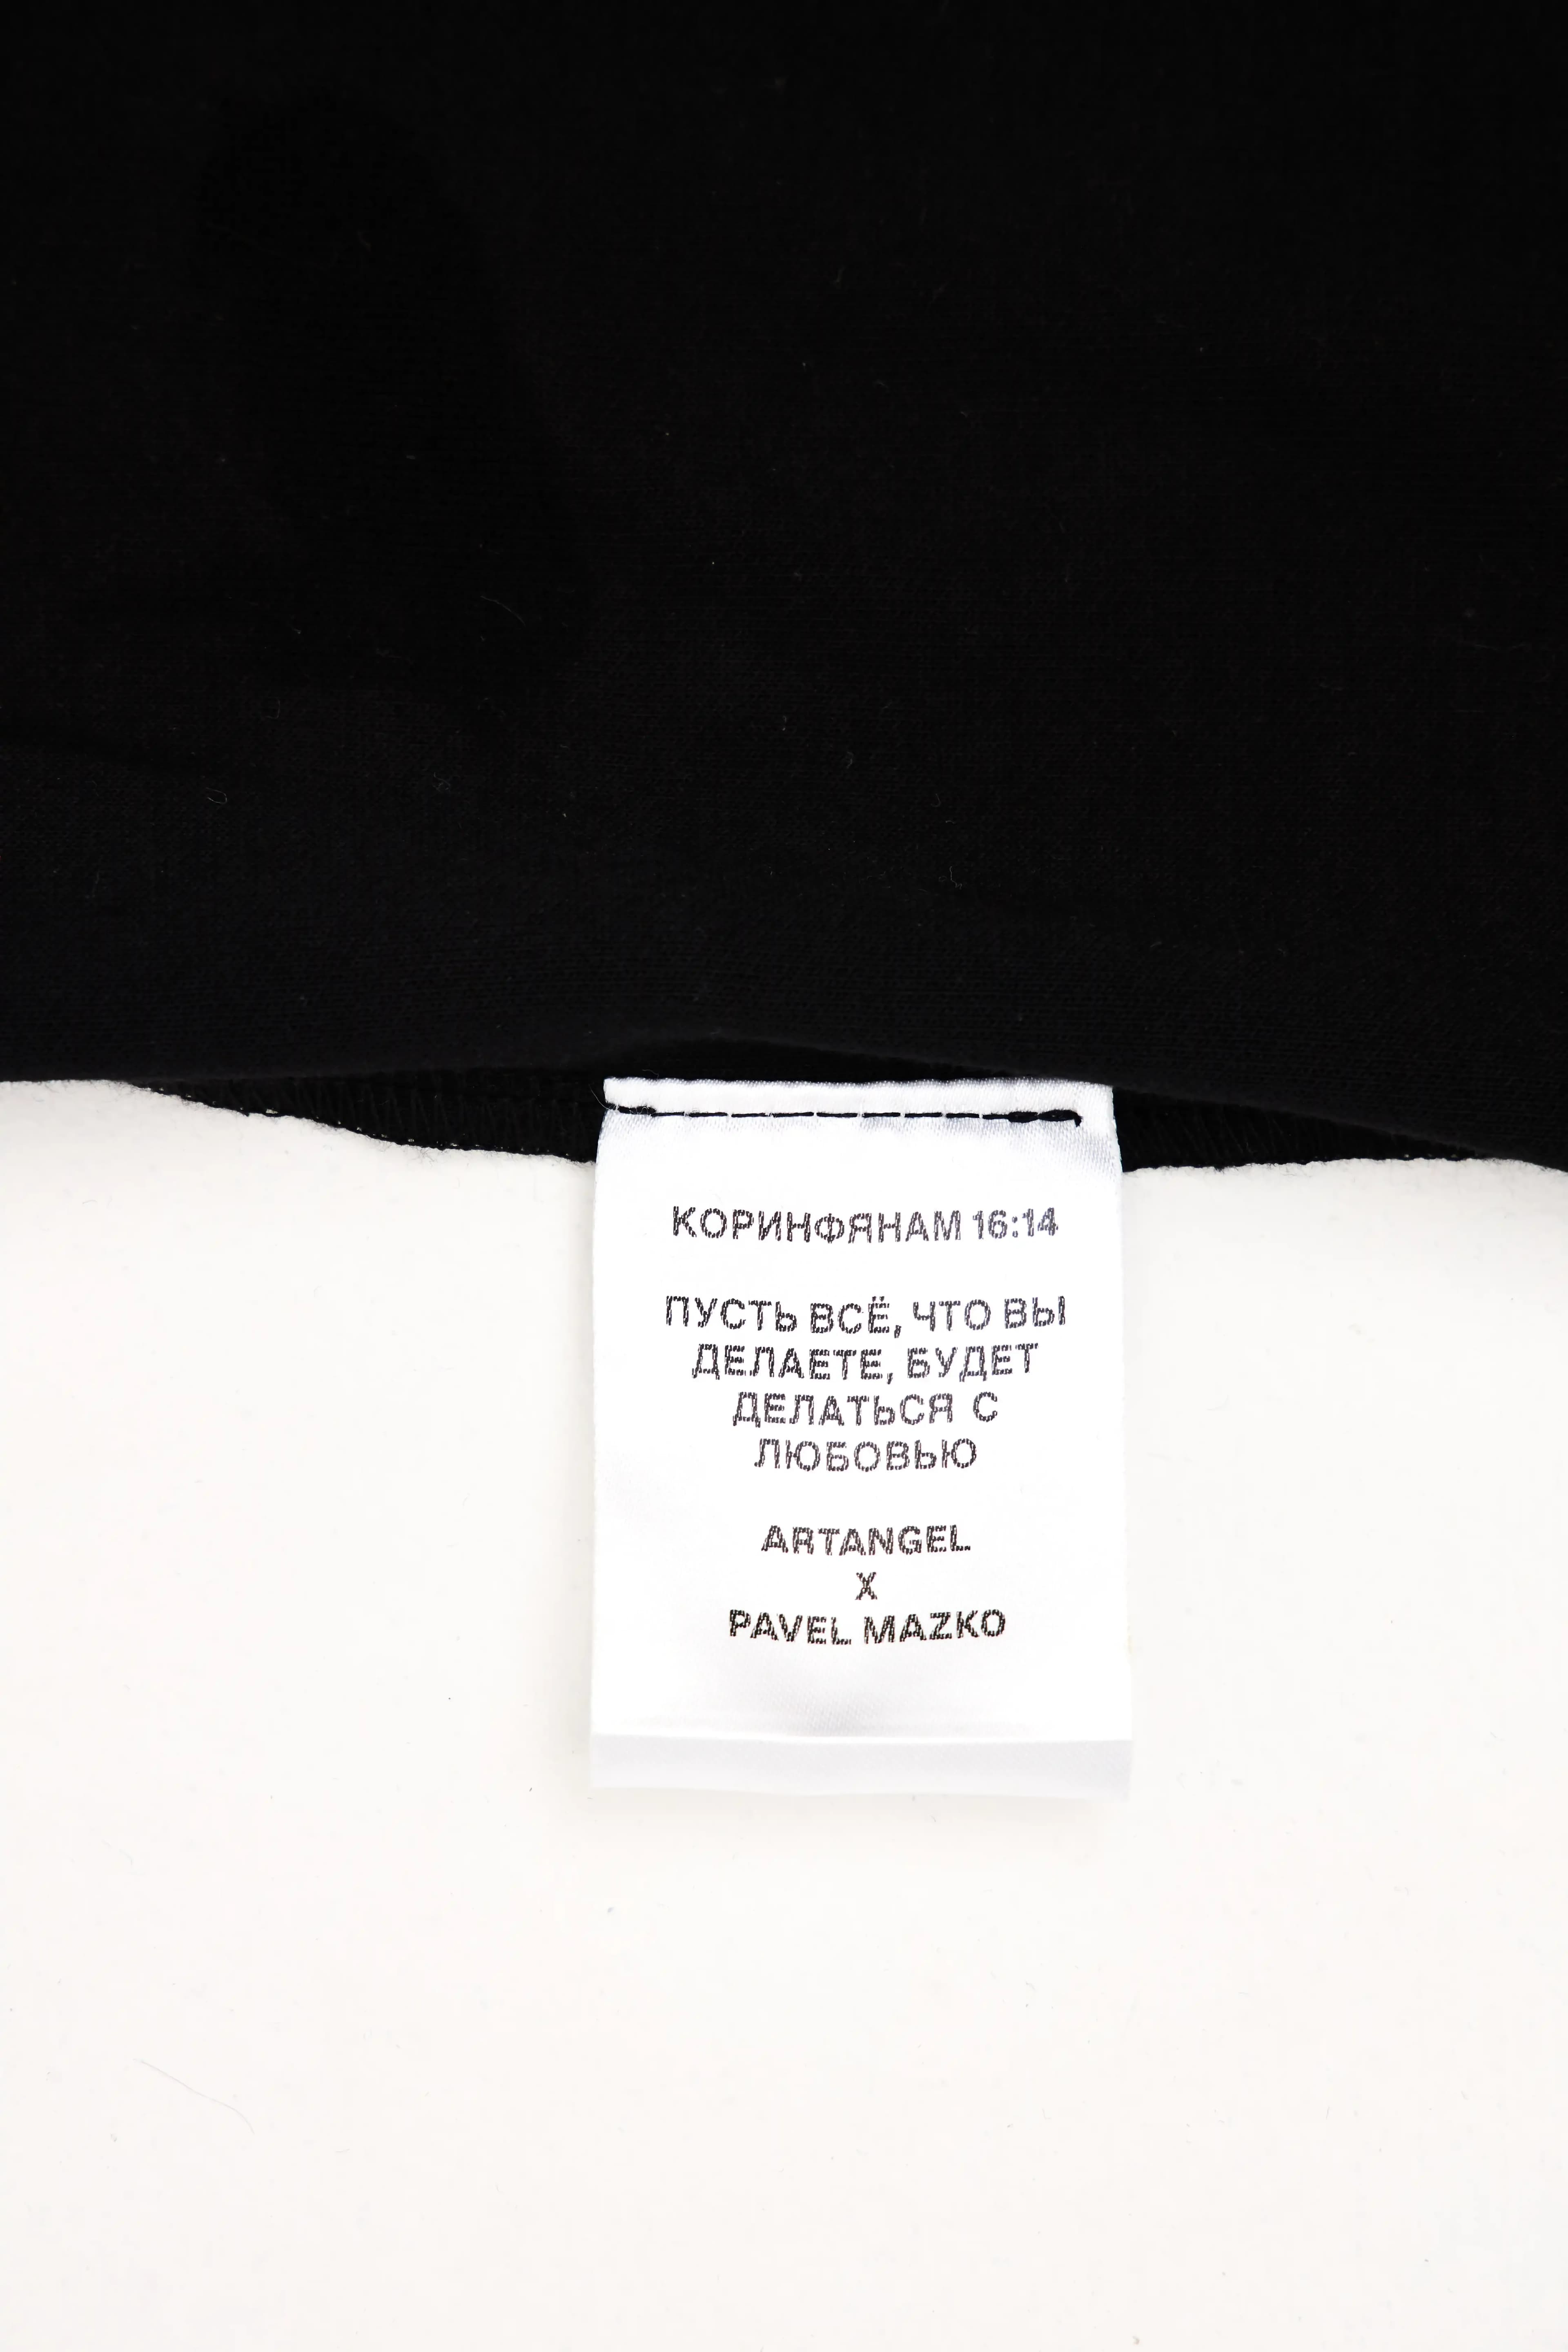 КОРИНФЯНАМ 16:14
ПУСТЬ ВСЁ, ЧТО ВЫ
ДЕЛАЕТЕ, БУДЕТ
ДЕЛАТЬСЯ С
ЛЮБОВЬЮ
ARTANGEL
X
PAVEL MAZKO